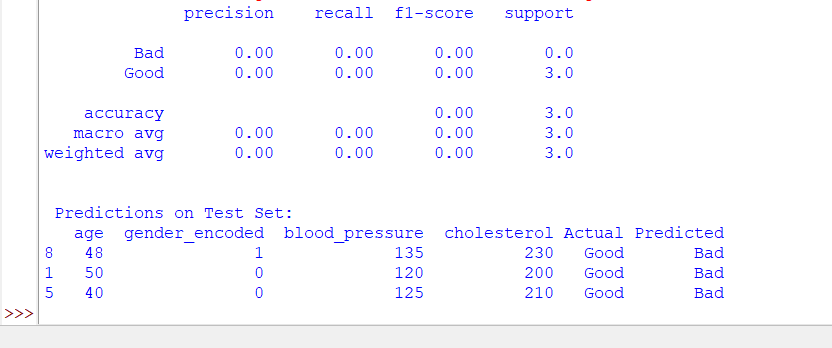 precision recall f1-score support
Bad 0.00 0.00 0.00 0.0
Good 0.00 0.00 0.00 3.0
accuracy 0.00 3.0
macro avg 0.00 0.00 0.00 3.0
weighted avg 0.00 0.00 0.00 3.0
Predictions on Test Set:
age gender_encoded blood_pressure cholesterol Actual Predicted
8 48 1 135 230 Good Bad
1 50 0 120 200 Good Bad
5 40 0 125 210 Good Bad
>>>